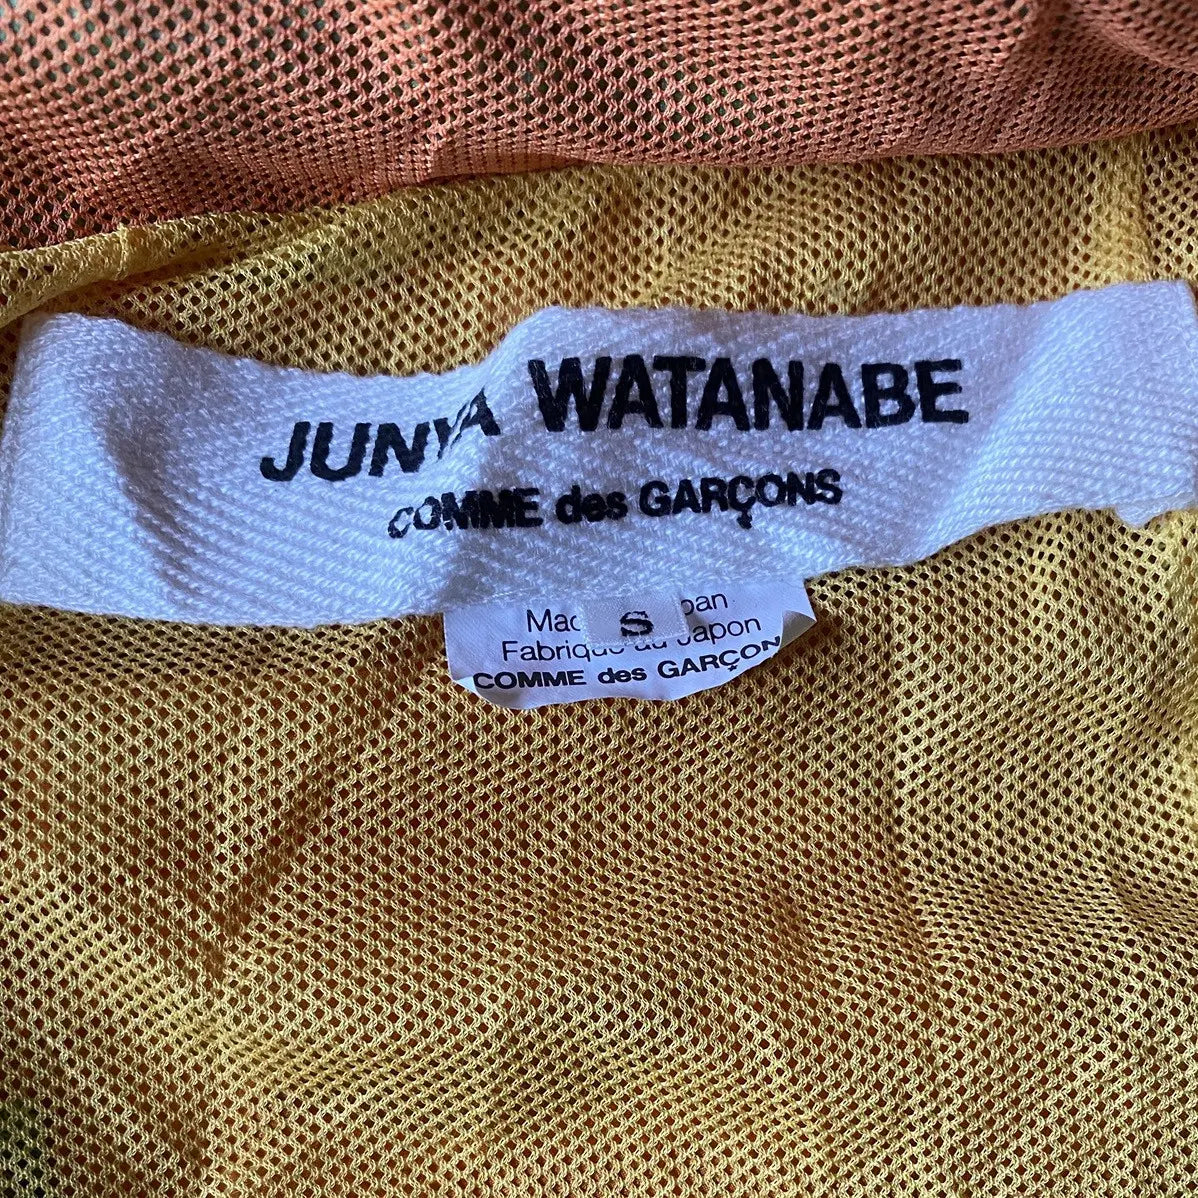 JUNYA WATANABE
COMME des GARÇONS
S
Fabrique au Japon
COMME des GARÇON